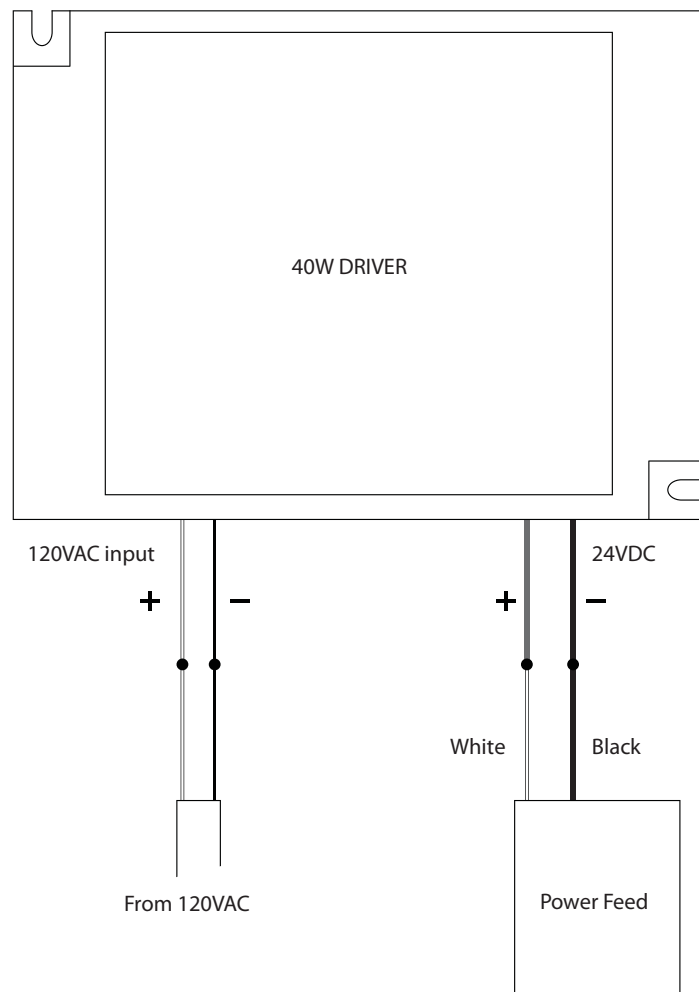 40W DRIVER
120VAC input
24VDC
+
–
+
–
White
Black
From 120VAC
Power Feed